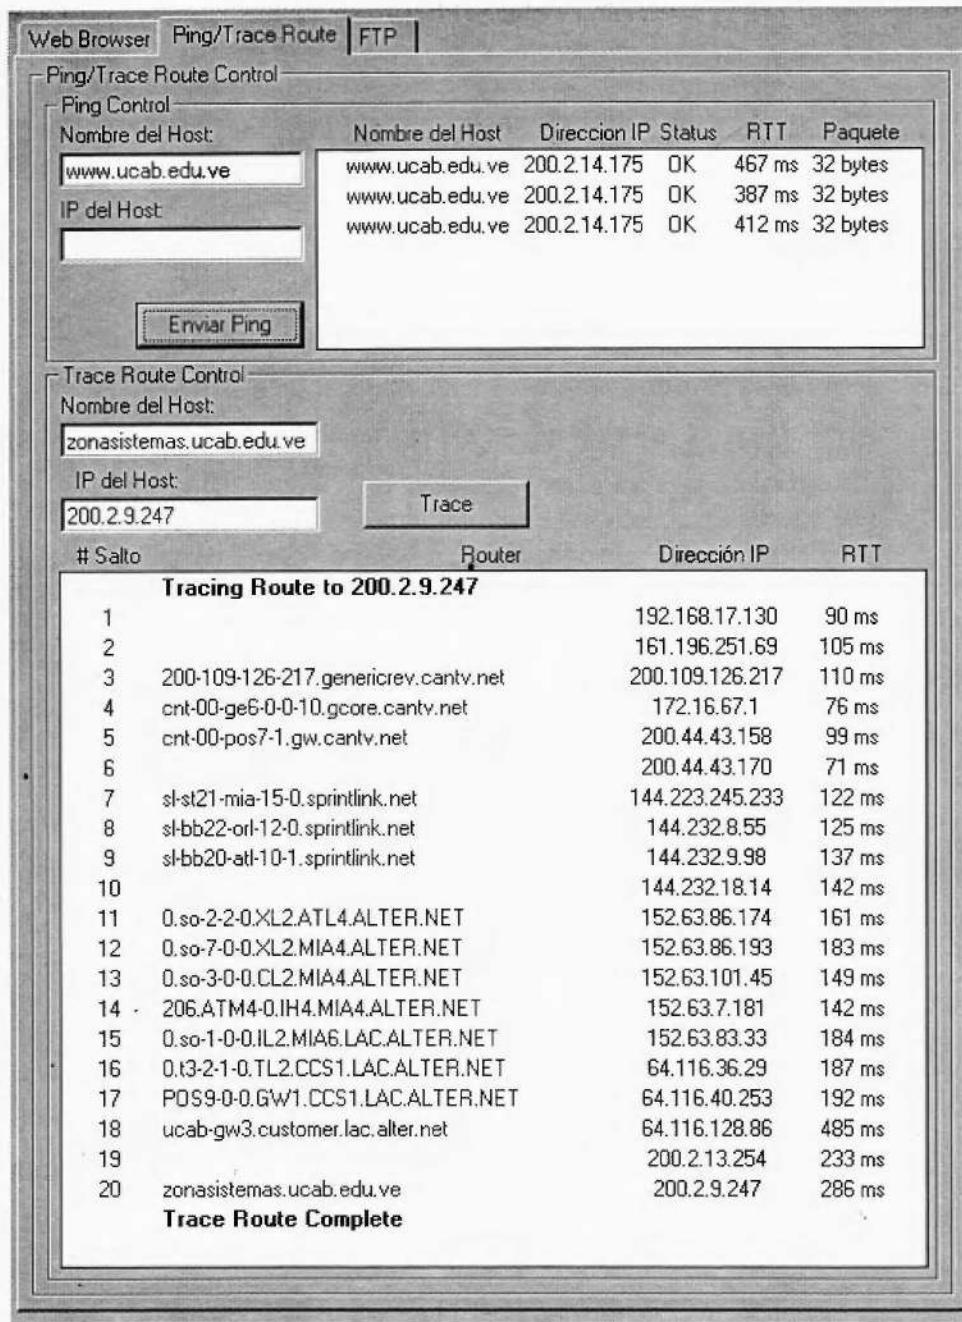 Web Browser Ping/Trace Route FTP
Ping/Trace Route Control
Ping Control
Nombre del Host:
www.ucab.edu.ve
IP del Host:
Enviar Ping
Nombre del Host Direccion IP Status RTT Paquete
www.ucab.edu.ve 200.2.14.175 OK 467 ms 32 bytes
www.ucab.edu.ve 200.2.14.175 OK 387 ms 32 bytes
www.ucab.edu.ve 200.2.14.175 OK 412 ms 32 bytes
Trace Route Control
Nombre del Host:
zonasistemas.ucab.edu.ve
IP del Host:
200.2.9.247
Trace
# Salto Router Dirección IP RTT
Tracing Route to 200.2.9.247
1 192.168.17.130 90 ms
2 161.196.251.69 105 ms
3 200-109-126-217.genericrev.cantv.net 200.109.126.217 110 ms
4 cnt-00-ge6-0-0-10.gcore.cantv.net 172.16.67.1 76 ms
5 cnt-00-pos7-1.gw.cantv.net 200.44.43.158 99 ms
6 200.44.43.170 71 ms
7 sl-st21-mia-15-0.sprintlink.net 144.223.245.233 122 ms
8 sl-bb22-orl-12-0.sprintlink.net 144.232.8.55 125 ms
9 sl-bb20-atl-10-1.sprintlink.net 144.232.9.98 137 ms
10 144.232.18.14 142 ms
11 0.so-2-2-0.XL2.ATL4.ALTER.NET 152.63.86.174 161 ms
12 0.so-7-0-0.XL2.MIA4.ALTER.NET 152.63.86.193 183 ms
13 0.so-3-0-0.CL2.MIA4.ALTER.NET 152.63.101.45 149 ms
14 206.ATM4-0.IH4.MIA4.ALTER.NET 152.63.7.181 142 ms
15 0.so-1-0-0.IL2.MIA6.LAC.ALTER.NET 152.63.83.33 184 ms
16 0.t3-2-1-0.TL2.CCS1.LAC.ALTER.NET 64.116.36.29 187 ms
17 POS9-0-0.GW1.CCS1.LAC.ALTER.NET 64.116.40.253 192 ms
18 ucab-gw3.customer.lac.alter.net 64.116.128.86 485 ms
19 200.2.13.254 233 ms
20 zonasistemas.ucab.edu.ve 200.2.9.247 286 ms
Trace Route Complete